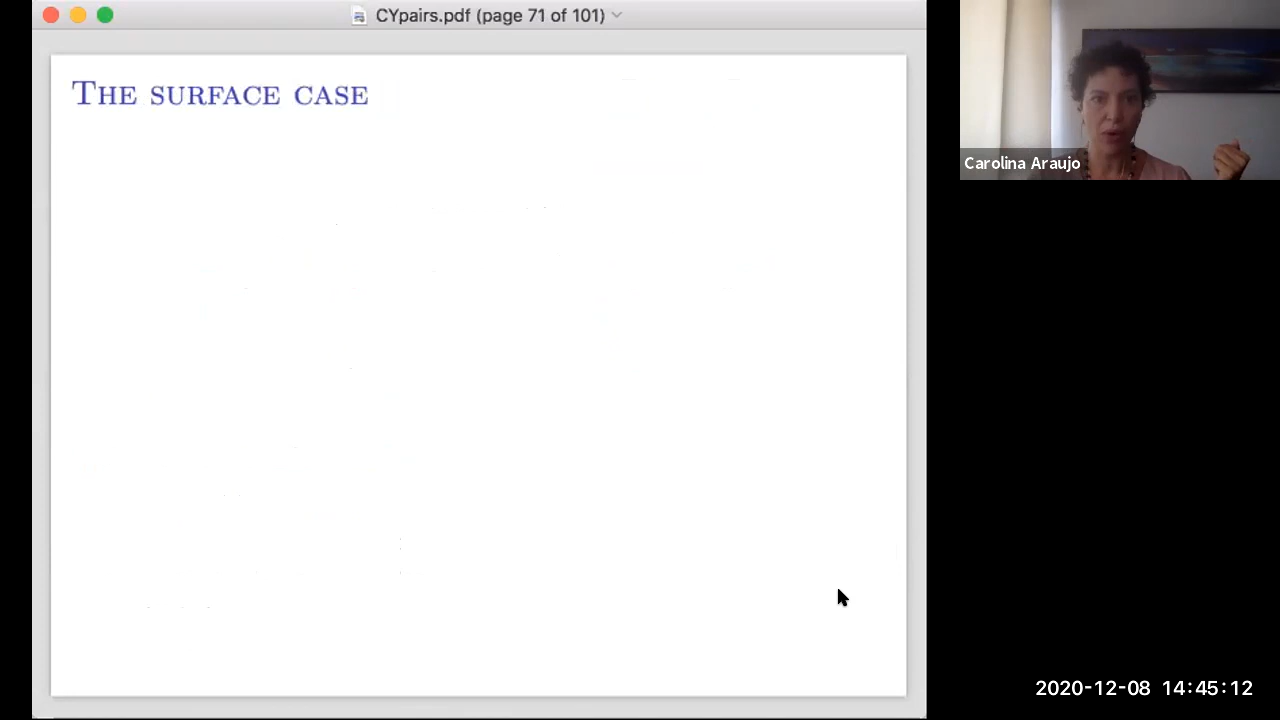 CYpairs.pdf (page 71 of 101)
The surface case
Carolina Araujo
2020-12-08 14:45:12